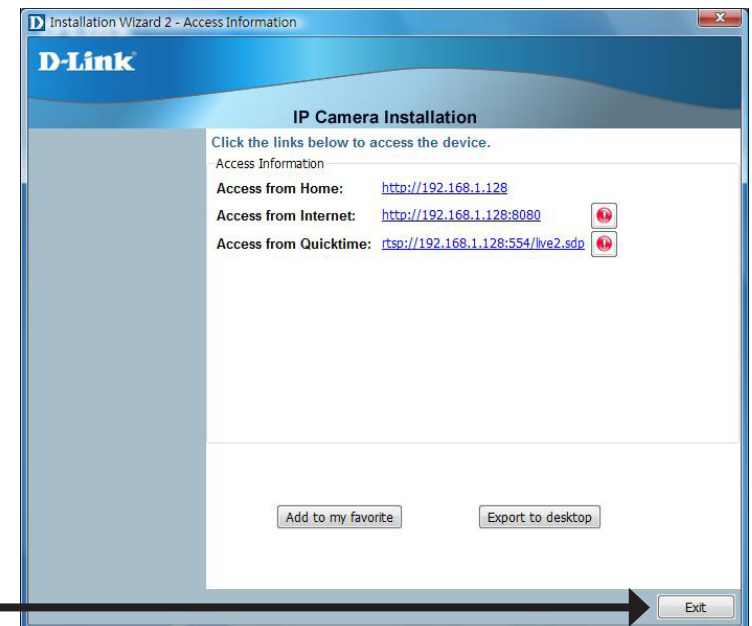 Installation Wizard 2 - Access Information
D-Link
IP Camera Installation
Click the links below to access the device.
Access Information
Access from Home: http://192.168.1.128
Access from Internet: http://192.168.1.128:8080
Access from Quicktime: rtsp://192.168.1.128:554/live2.sdp
Add to my favorite Export to desktop
Exit